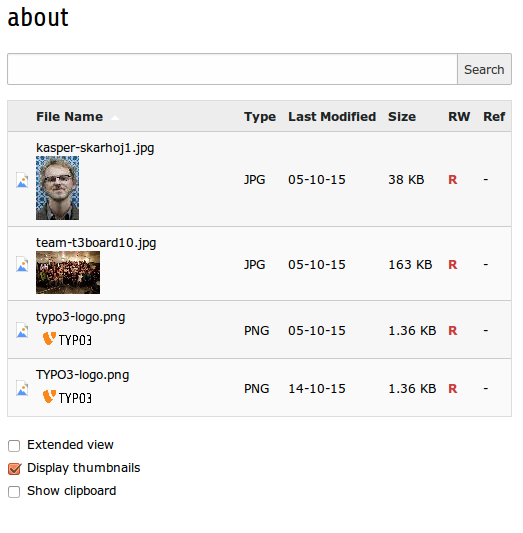 about
Search
File Name Type Last Modified Size RW Ref
kasper-skarhoj1.jpg
JPG 05-10-15 38 KB R -
team-t3board10.jpg
JPG 05-10-15 163 KB R -
typo3-logo.png
TYPO3
PNG 05-10-15 1.36 KB R -
TYPO3-logo.png
TYPO3
PNG 14-10-15 1.36 KB R -
Extended view
Display thumbnails
Show clipboard